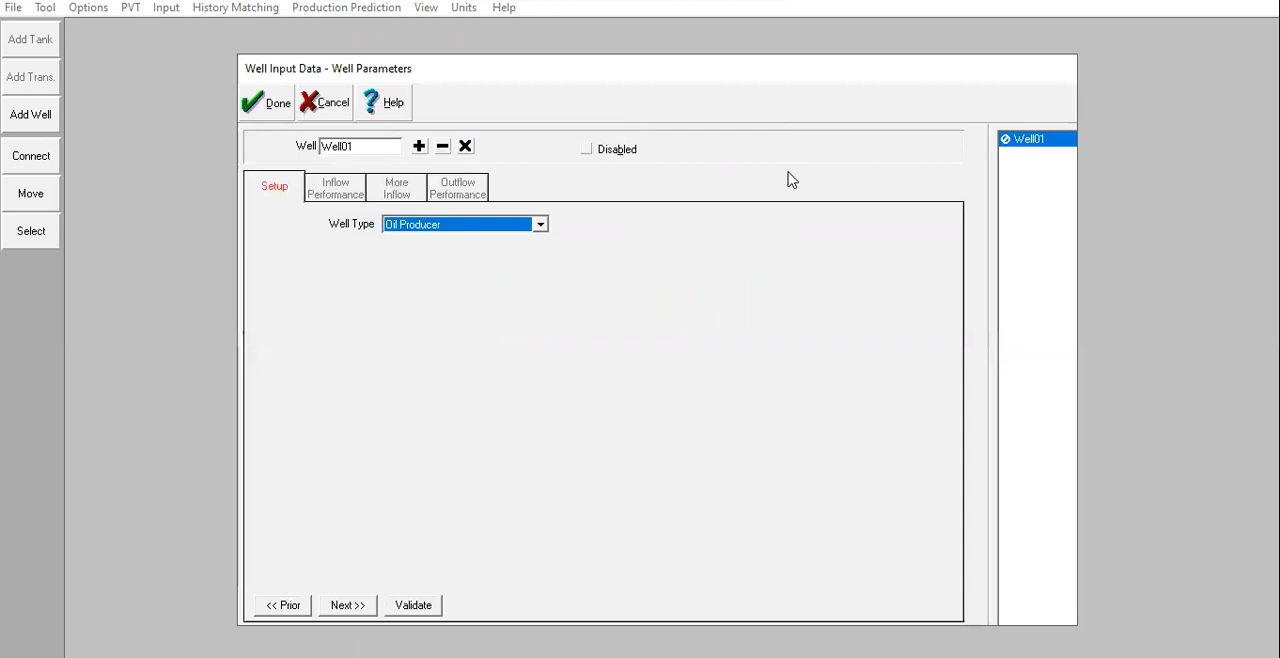 File Tool Options PVT Input History Matching Production Prediction View Units Help
Add Tank
Add Trans.
Add Well
Connect
Move
Select
Well Input Data - Well Parameters
Done Cancel Help
Well Well01 Disabled
Setup Inflow Performance More Inflow Outflow Performance
Well Type Oil Producer
<< Prior Next >> Validate
Well01